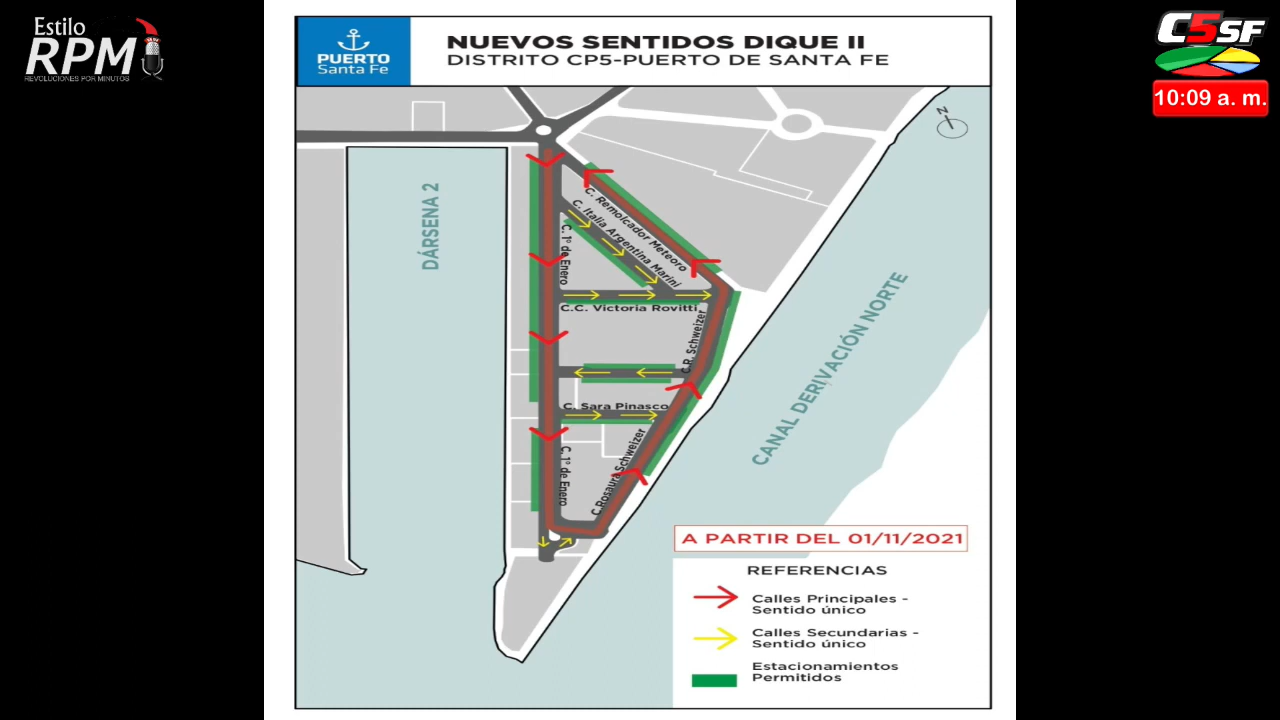 Estilo
RPM
REVOLUCIONES POR MINUTOS
C5SF
10:09 a. m.
PUERTO
Santa Fe
NUEVOS SENTIDOS DIQUE II
DISTRITO CP5-PUERTO DE SANTA FE
N
DÁRSENA 2
C. Remolcador Meteoro
C. Italia Argentina Marini
C. 1º de Enero
C.C. Victoria Rovitti
C.R. Schweizer
C. Sara Pinasco
C. 1º de Enero
C.Rosaura Schweizer
CANAL DERIVACIÓN NORTE
A PARTIR DEL 01/11/2021
REFERENCIAS
Calles Principales -
Sentido único
Calles Secundarias -
Sentido único
Estacionamientos
Permitidos